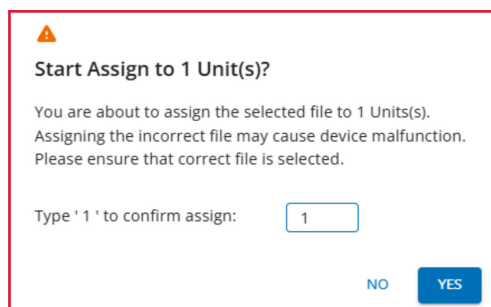 Start Assign to 1 Unit(s)?
You are about to assign the selected file to 1 Units(s).
Assigning the incorrect file may cause device malfunction.
Please ensure that correct file is selected.
Type ' 1 ' to confirm assign: 1
NO YES